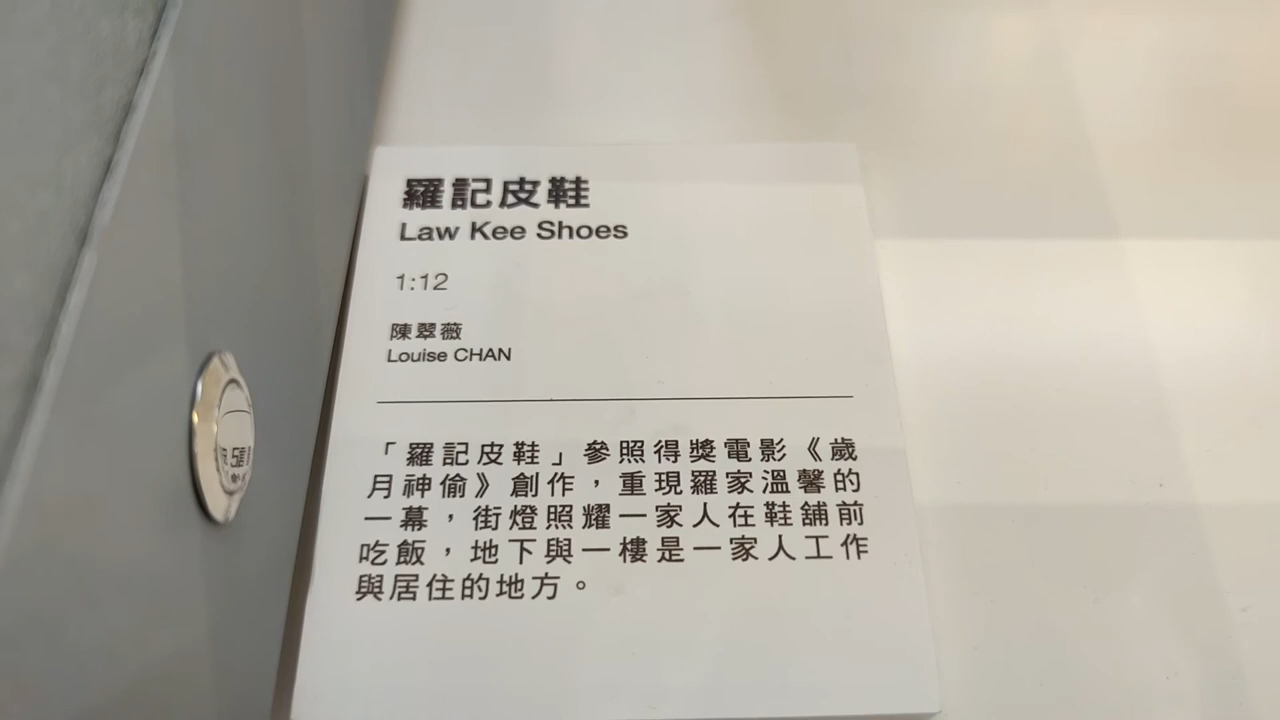 羅記皮鞋
Law Kee Shoes
1:12
陳翠薇
Louise CHAN
「羅記皮鞋」參照得獎電影《歲
月神偷》創作，重現羅家溫馨的
一幕，街燈照耀一家人在鞋舖前
吃飯，地下與一樓是一家人工作
與居住的地方。